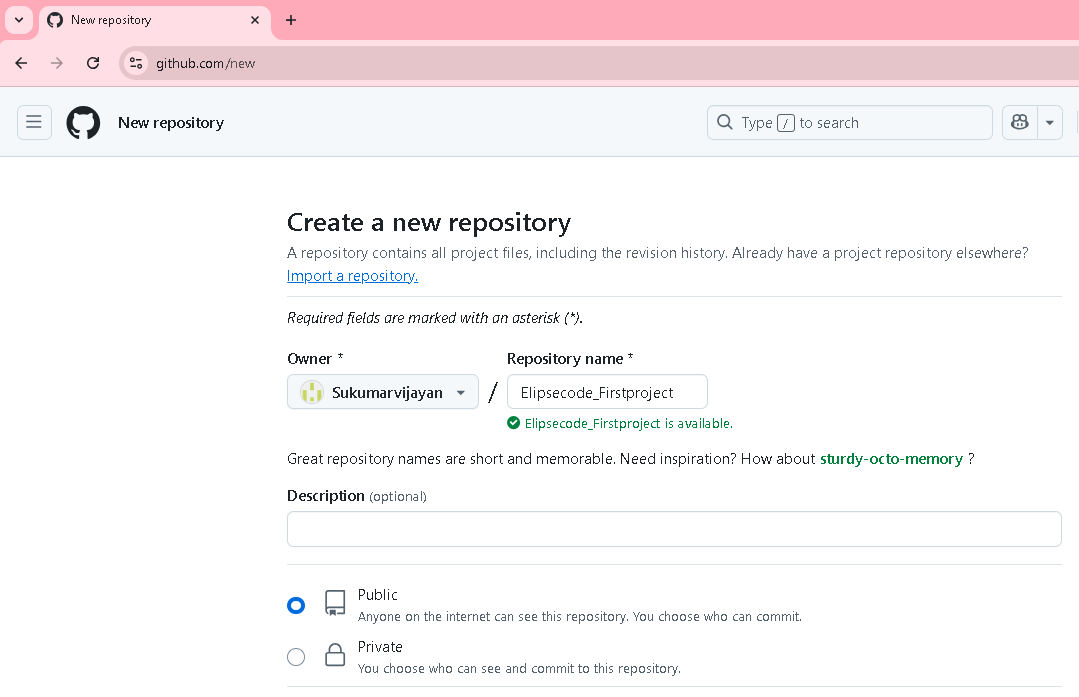 New repository
github.com/new
New repository
Type / to search
Create a new repository
A repository contains all project files, including the revision history. Already have a project repository elsewhere?
Import a repository.
Required fields are marked with an asterisk (*).
Owner * Repository name *
Sukumarvijayan / Elipsecode_Firstproject
Elipsecode_Firstproject is available.
Great repository names are short and memorable. Need inspiration? How about sturdy-octo-memory ?
Description (optional)
Public
Anyone on the internet can see this repository. You choose who can commit.
Private
You choose who can see and commit to this repository.